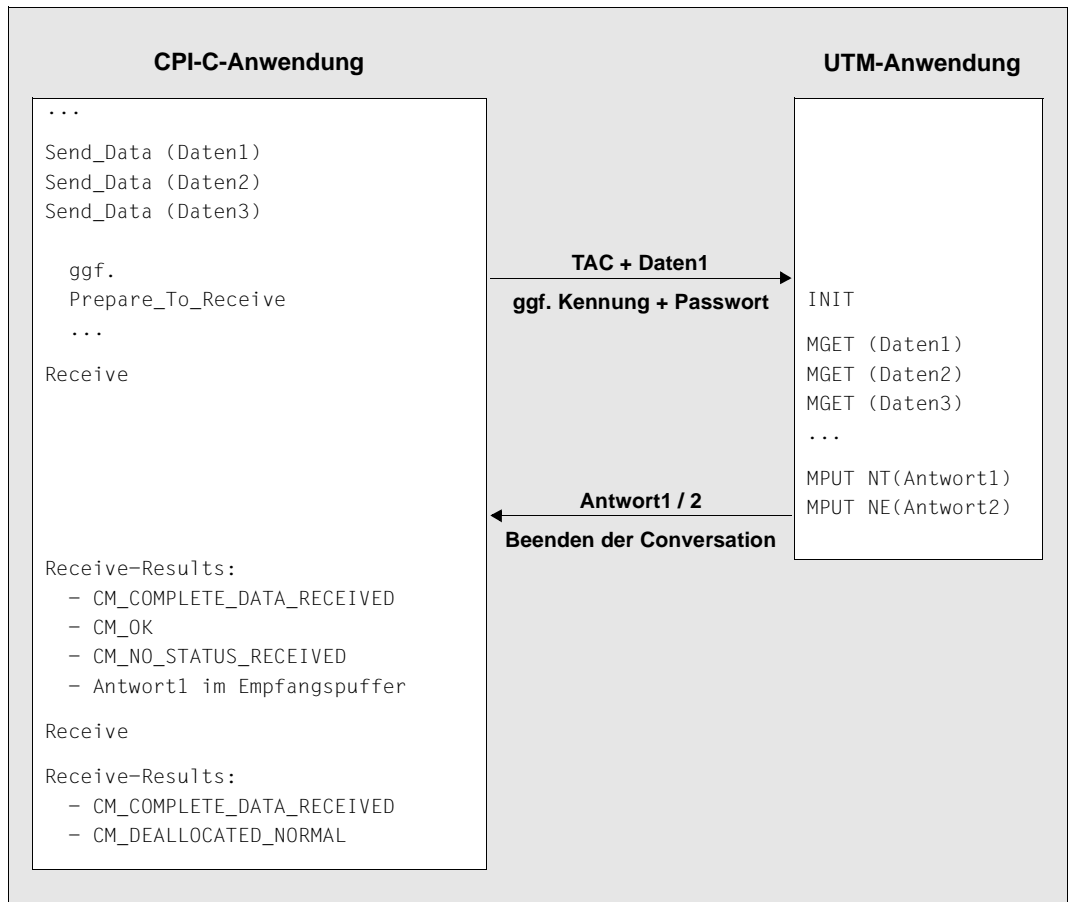 CPI-C-Anwendung
UTM-Anwendung
...
Send_Data (Daten1)
Send_Data (Daten2)
Send_Data (Daten3)
ggf.
Prepare_To_Receive
...
Receive
TAC + Daten1
ggf. Kennung + Passwort
INIT
MGET (Daten1)
MGET (Daten2)
MGET (Daten3)
...
MPUT NT(Antwort1)
MPUT NE(Antwort2)
Antwort1 / 2
Beenden der Conversation
Receive-Results:
- CM_COMPLETE_DATA_RECEIVED
- CM_OK
- CM_NO_STATUS_RECEIVED
- Antwort1 im Empfangspuffer
Receive
Receive-Results:
- CM_COMPLETE_DATA_RECEIVED
- CM_DEALLOCATED_NORMAL